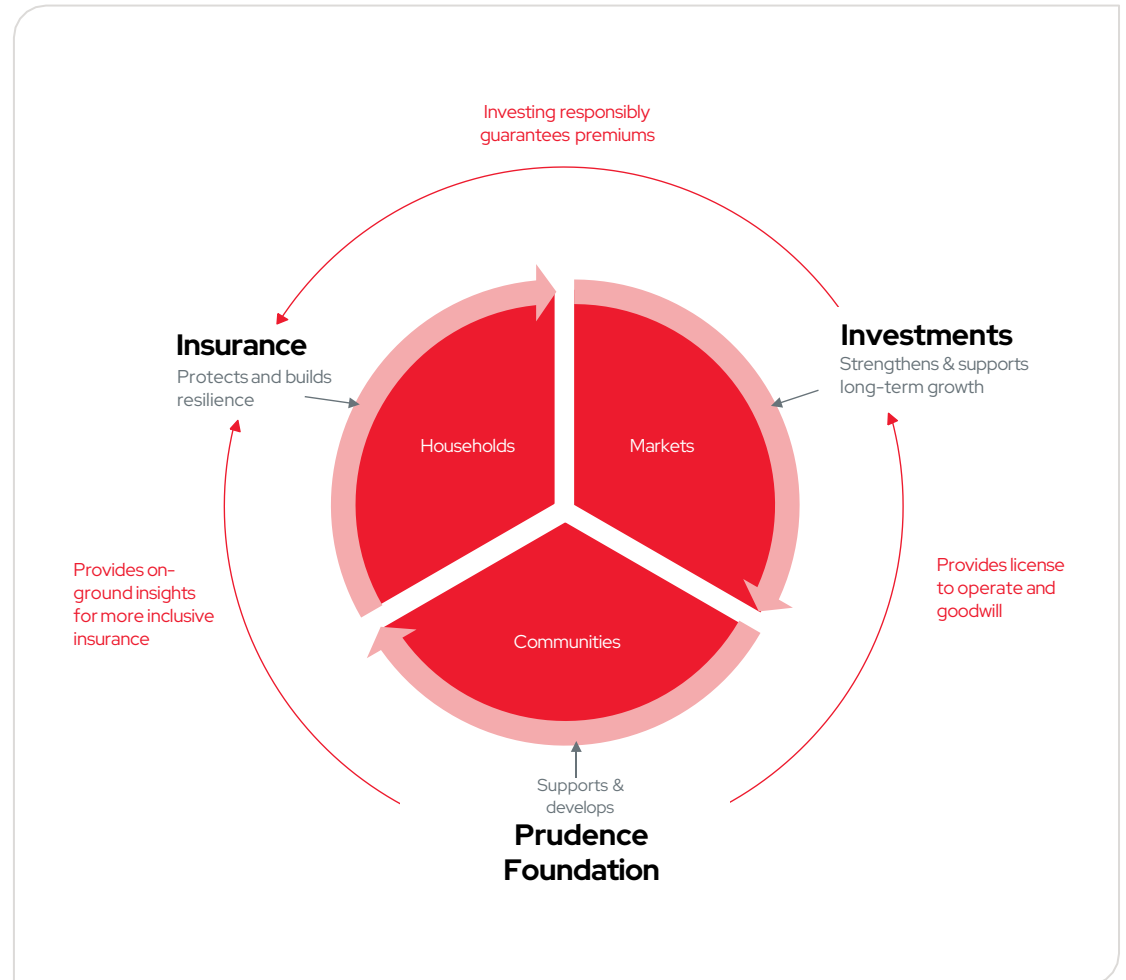 Investing responsibly
guarantees premiums
Insurance
Protects and builds
resilience
Investments
Strengthens & supports
long-term growth
Households
Markets
Provides on-
ground insights
for more inclusive
insurance
Provides license
to operate and
goodwill
Communities
Supports &
develops
Prudence
Foundation